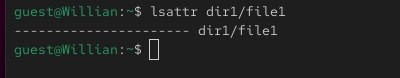 guest@Willian:~$ lsattr dir1/file1
---------------------- dir1/file1
guest@Willian:~$